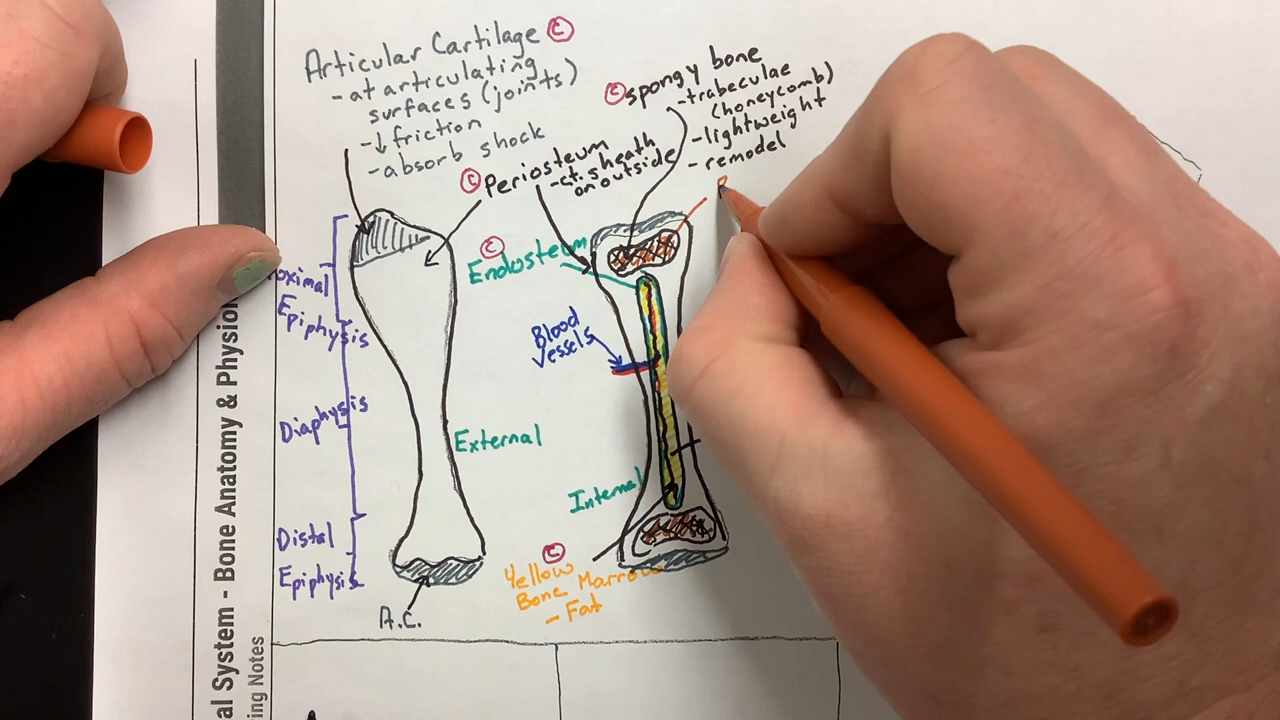 Articular Cartilage ©
- at articulating
surfaces (joints)
- ↓ friction
- absorb shock
© Periosteum
- ct. sheath
on outside
© spongy bone
- trabeculae
(honeycomb)
- lightweight
- remodel
© Endosteum
Blood
Vessels
External
Internal
©
Yellow
Bone Marrow
- Fat
A.C.
oximal
Epiphysis
Diaphysis
Distal
Epiphysis
al System - Bone Anatomy & Physiol
ing Notes